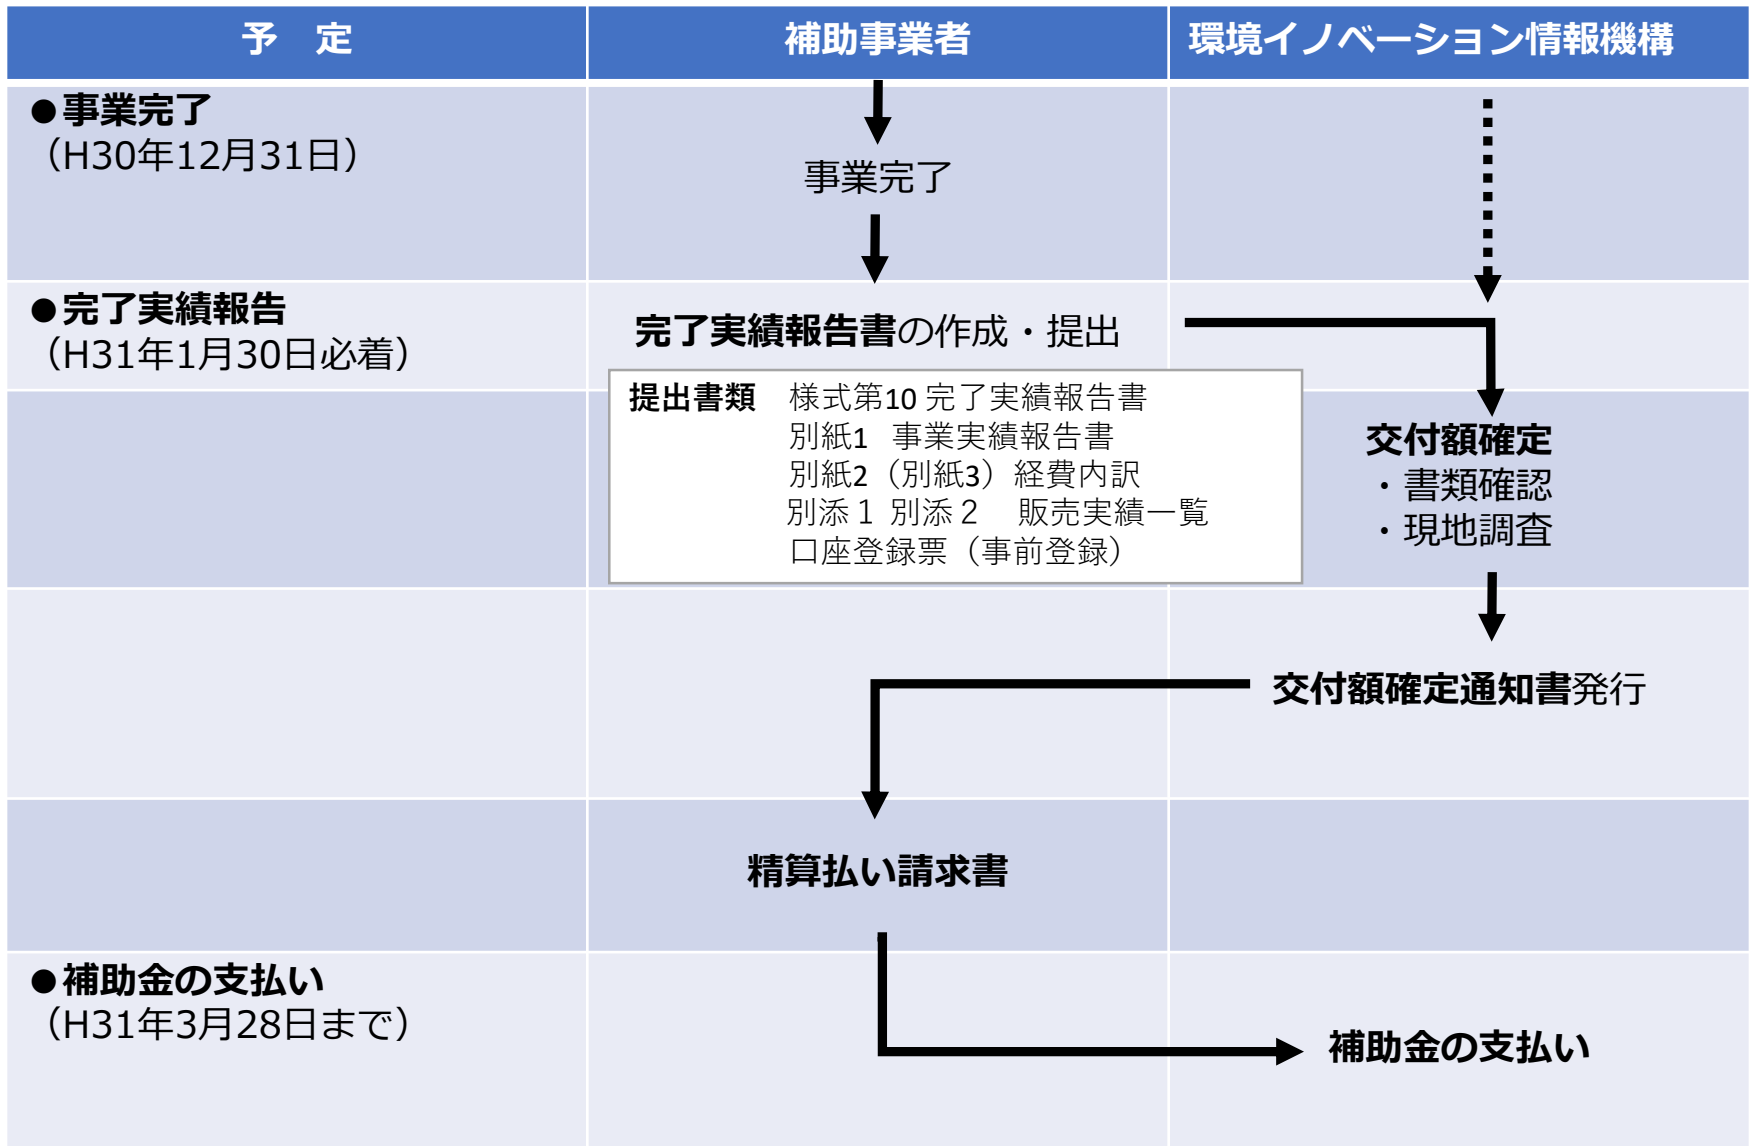 予　定
補助事業者
環境イノベーション情報機構
●事業完了
（H30年12月31日）
事業完了
●完了実績報告
（H31年1月30日必着）
完了実績報告書の作成・提出
提出書類　様式第10 完了実績報告書
別紙1　事業実績報告書
別紙2（別紙3）経費内訳
別添１ 別添２　販売実績一覧
口座登録票（事前登録）
交付額確定
・書類確認
・現地調査
交付額確定通知書発行
精算払い請求書
●補助金の支払い
（H31年3月28日まで）
補助金の支払い